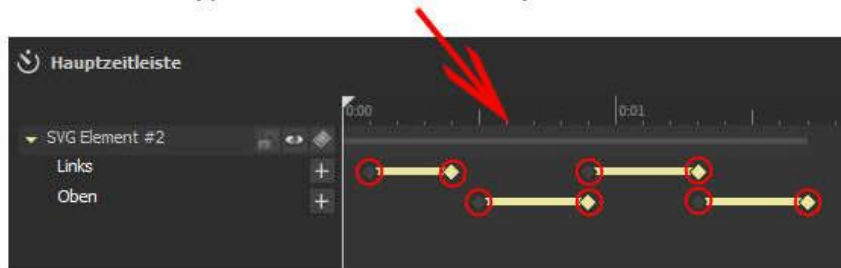 Hauptzeitleiste
0:00
0:01
SVG Element #2
Links
Oben